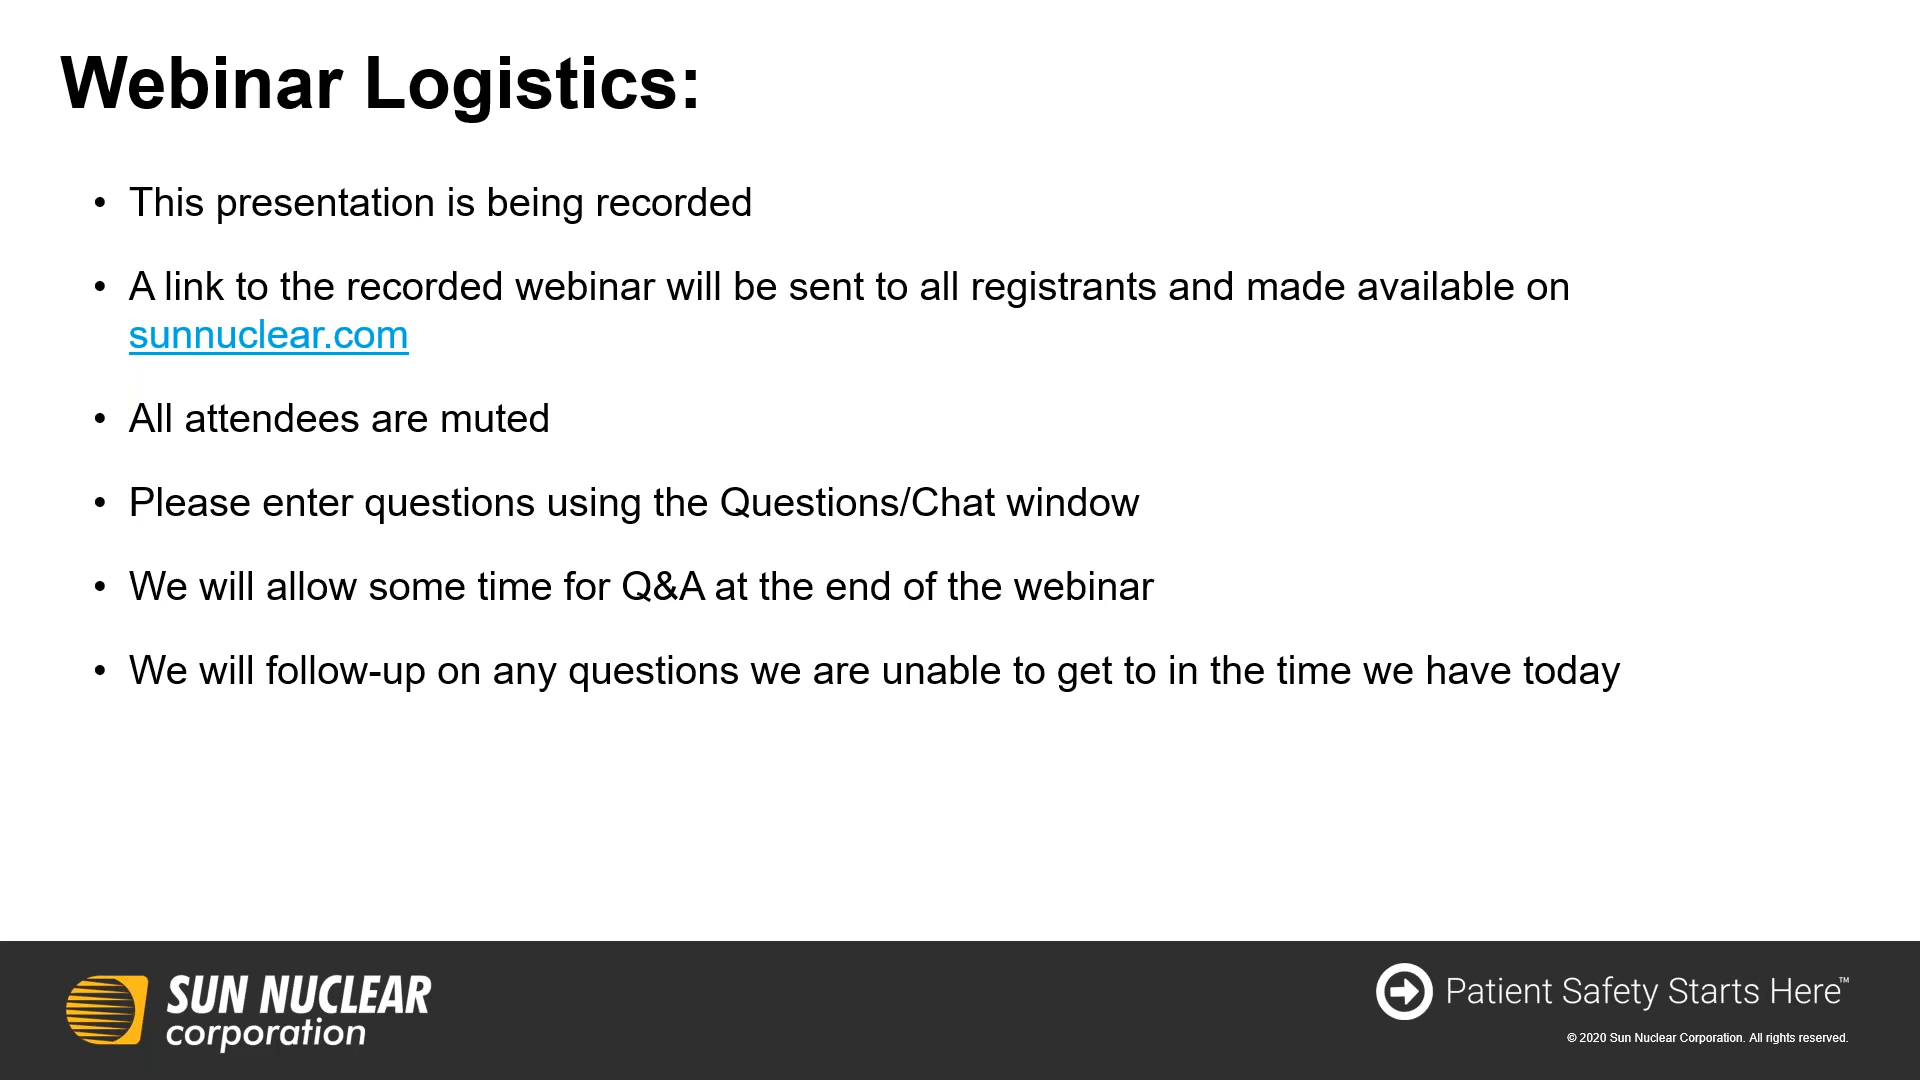 Webinar Logistics:
• This presentation is being recorded
• A link to the recorded webinar will be sent to all registrants and made available on
sunnuclear.com
• All attendees are muted
• Please enter questions using the Questions/Chat window
• We will allow some time for Q&A at the end of the webinar
• We will follow-up on any questions we are unable to get to in the time we have today
SUN NUCLEAR
corporation
Patient Safety Starts Here™
© 2020 Sun Nuclear Corporation. All rights reserved.